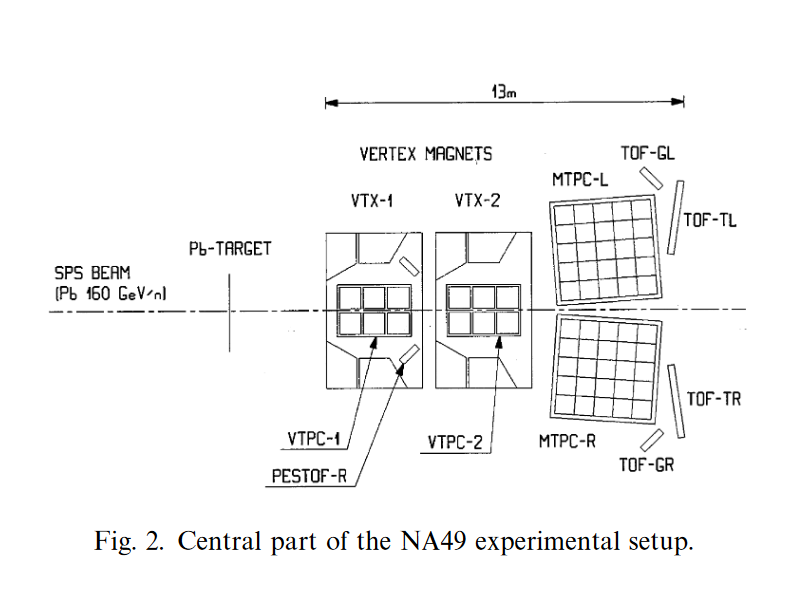 13m
VERTEX MAGNETS
VTX-1
VTX-2
TOF-GL
MTPC-L
TOF-TL
Pb-TARGET
SPS BEAM
(Pb 160 GeV/n)
VTPC-1
PESTOF-R
VTPC-2
MTPC-R
TOF-TR
TOF-GR
Fig. 2. Central part of the NA49 experimental setup.